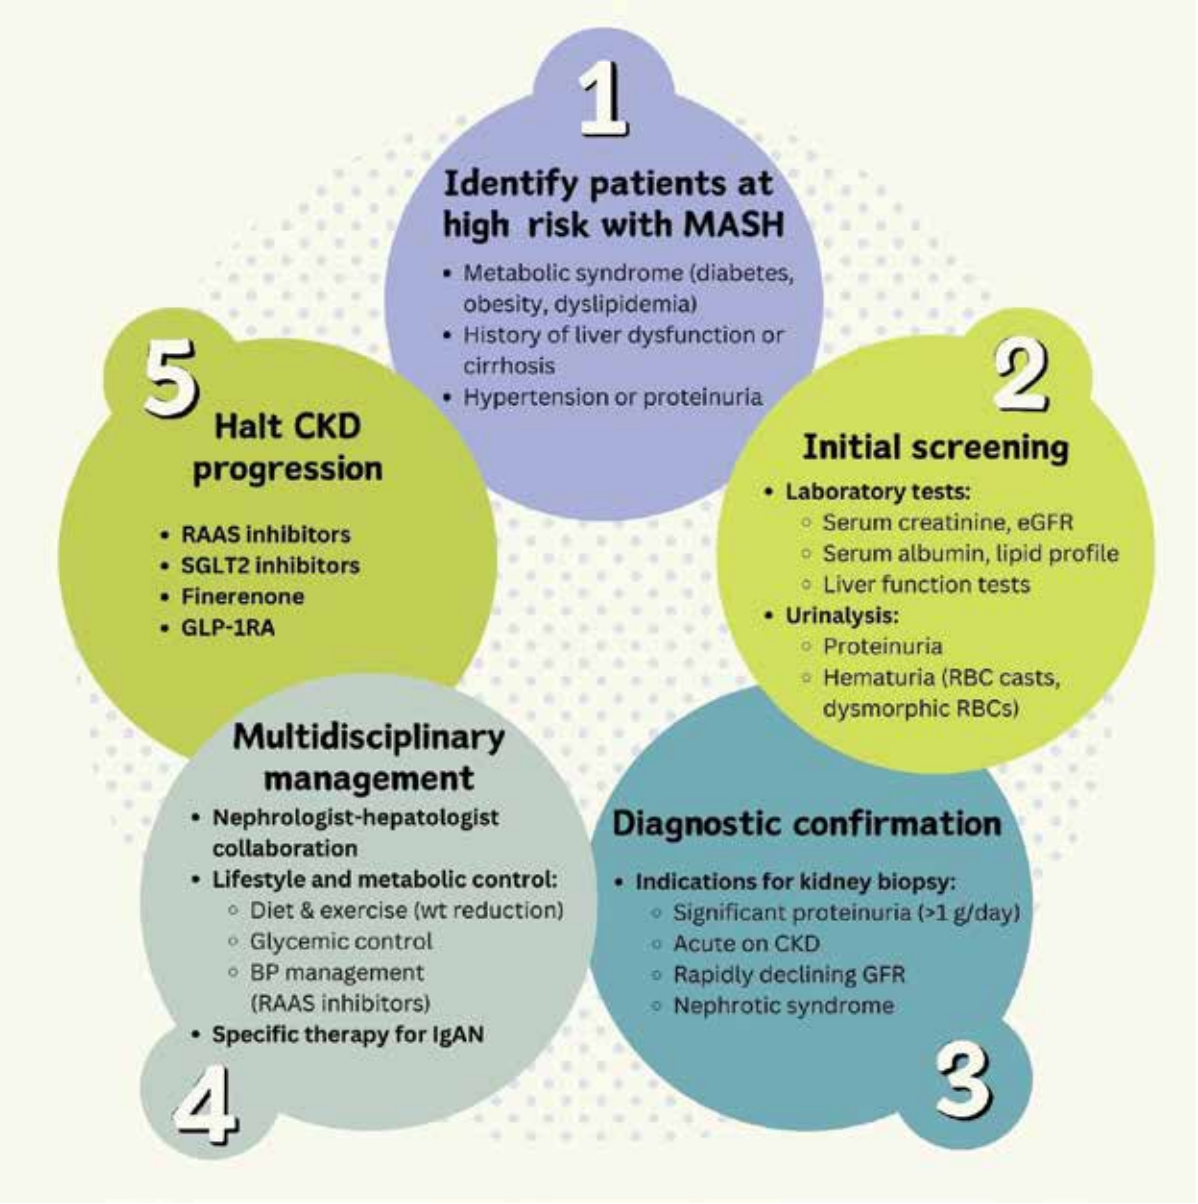 1
Identify patients at
high risk with MASH
• Metabolic syndrome (diabetes,
obesity, dyslipidemia)
• History of liver dysfunction or
cirrhosis
• Hypertension or proteinuria
2
Initial screening
• Laboratory tests:
◦ Serum creatinine, eGFR
◦ Serum albumin, lipid profile
◦ Liver function tests
• Urinalysis:
◦ Proteinuria
◦ Hematuria (RBC casts,
dysmorphic RBCs)
3
Diagnostic confirmation
• Indications for kidney biopsy:
◦ Significant proteinuria (>1 g/day)
◦ Acute on CKD
◦ Rapidly declining GFR
◦ Nephrotic syndrome
4
Multidisciplinary
management
• Nephrologist-hepatologist
collaboration
• Lifestyle and metabolic control:
◦ Diet & exercise (wt reduction)
◦ Glycemic control
◦ BP management
(RAAS inhibitors)
• Specific therapy for IgAN
5
Halt CKD
progression
• RAAS inhibitors
• SGLT2 inhibitors
• Finerenone
• GLP-1RA